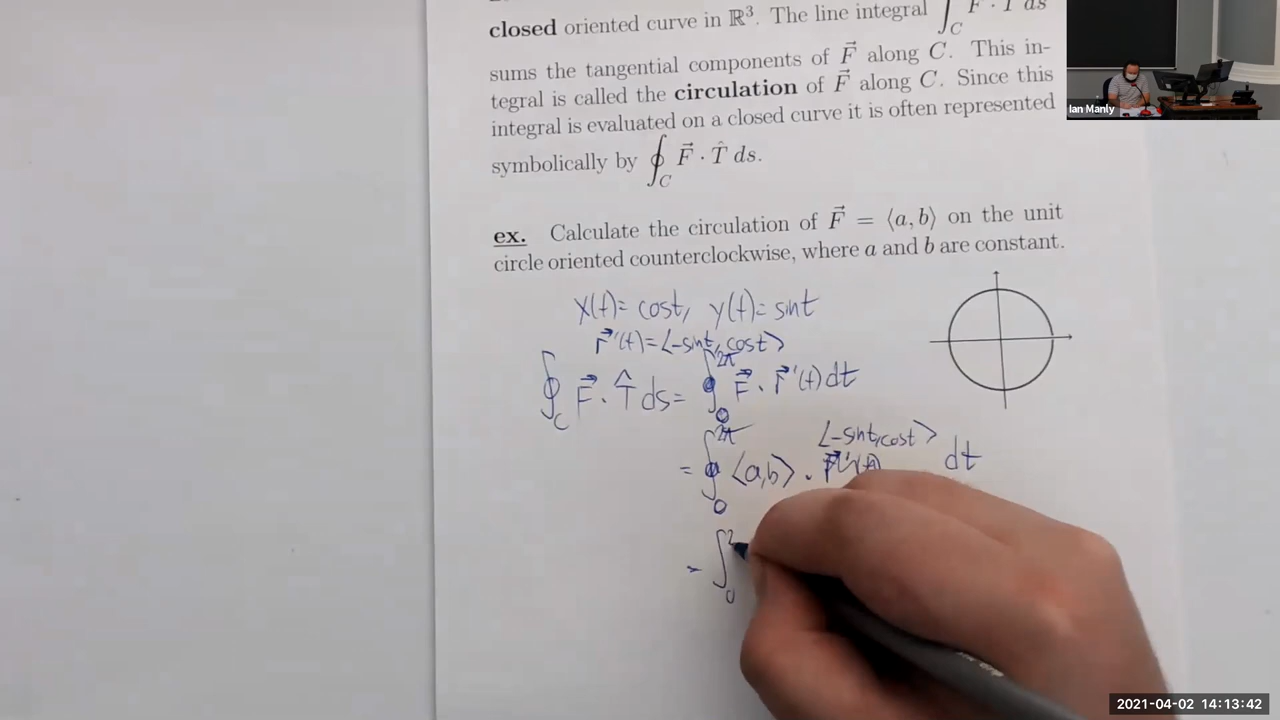 closed oriented curve in ℝ³. The line integral ∫_C F · T ds
sums the tangential components of F⃗ along C. This in-
tegral is called the circulation of F⃗ along C. Since this
integral is evaluated on a closed curve it is often represented
symbolically by ∮_C F⃗ · T̂ ds.
ex. Calculate the circulation of F⃗ = ⟨a, b⟩ on the unit
circle oriented counterclockwise, where a and b are constant.
x(t)= cost, y(t)= sint
r⃗'(t)=<-sint, cost>
∮_C F⃗ · T̂ ds = ∫_0^2π F⃗ · r⃗'(t) dt
<-sint, cost>
= ∫_0^2π <a,b> · dt
= ∫_0^2
Ian Manly
2021-04-02 14:13:42